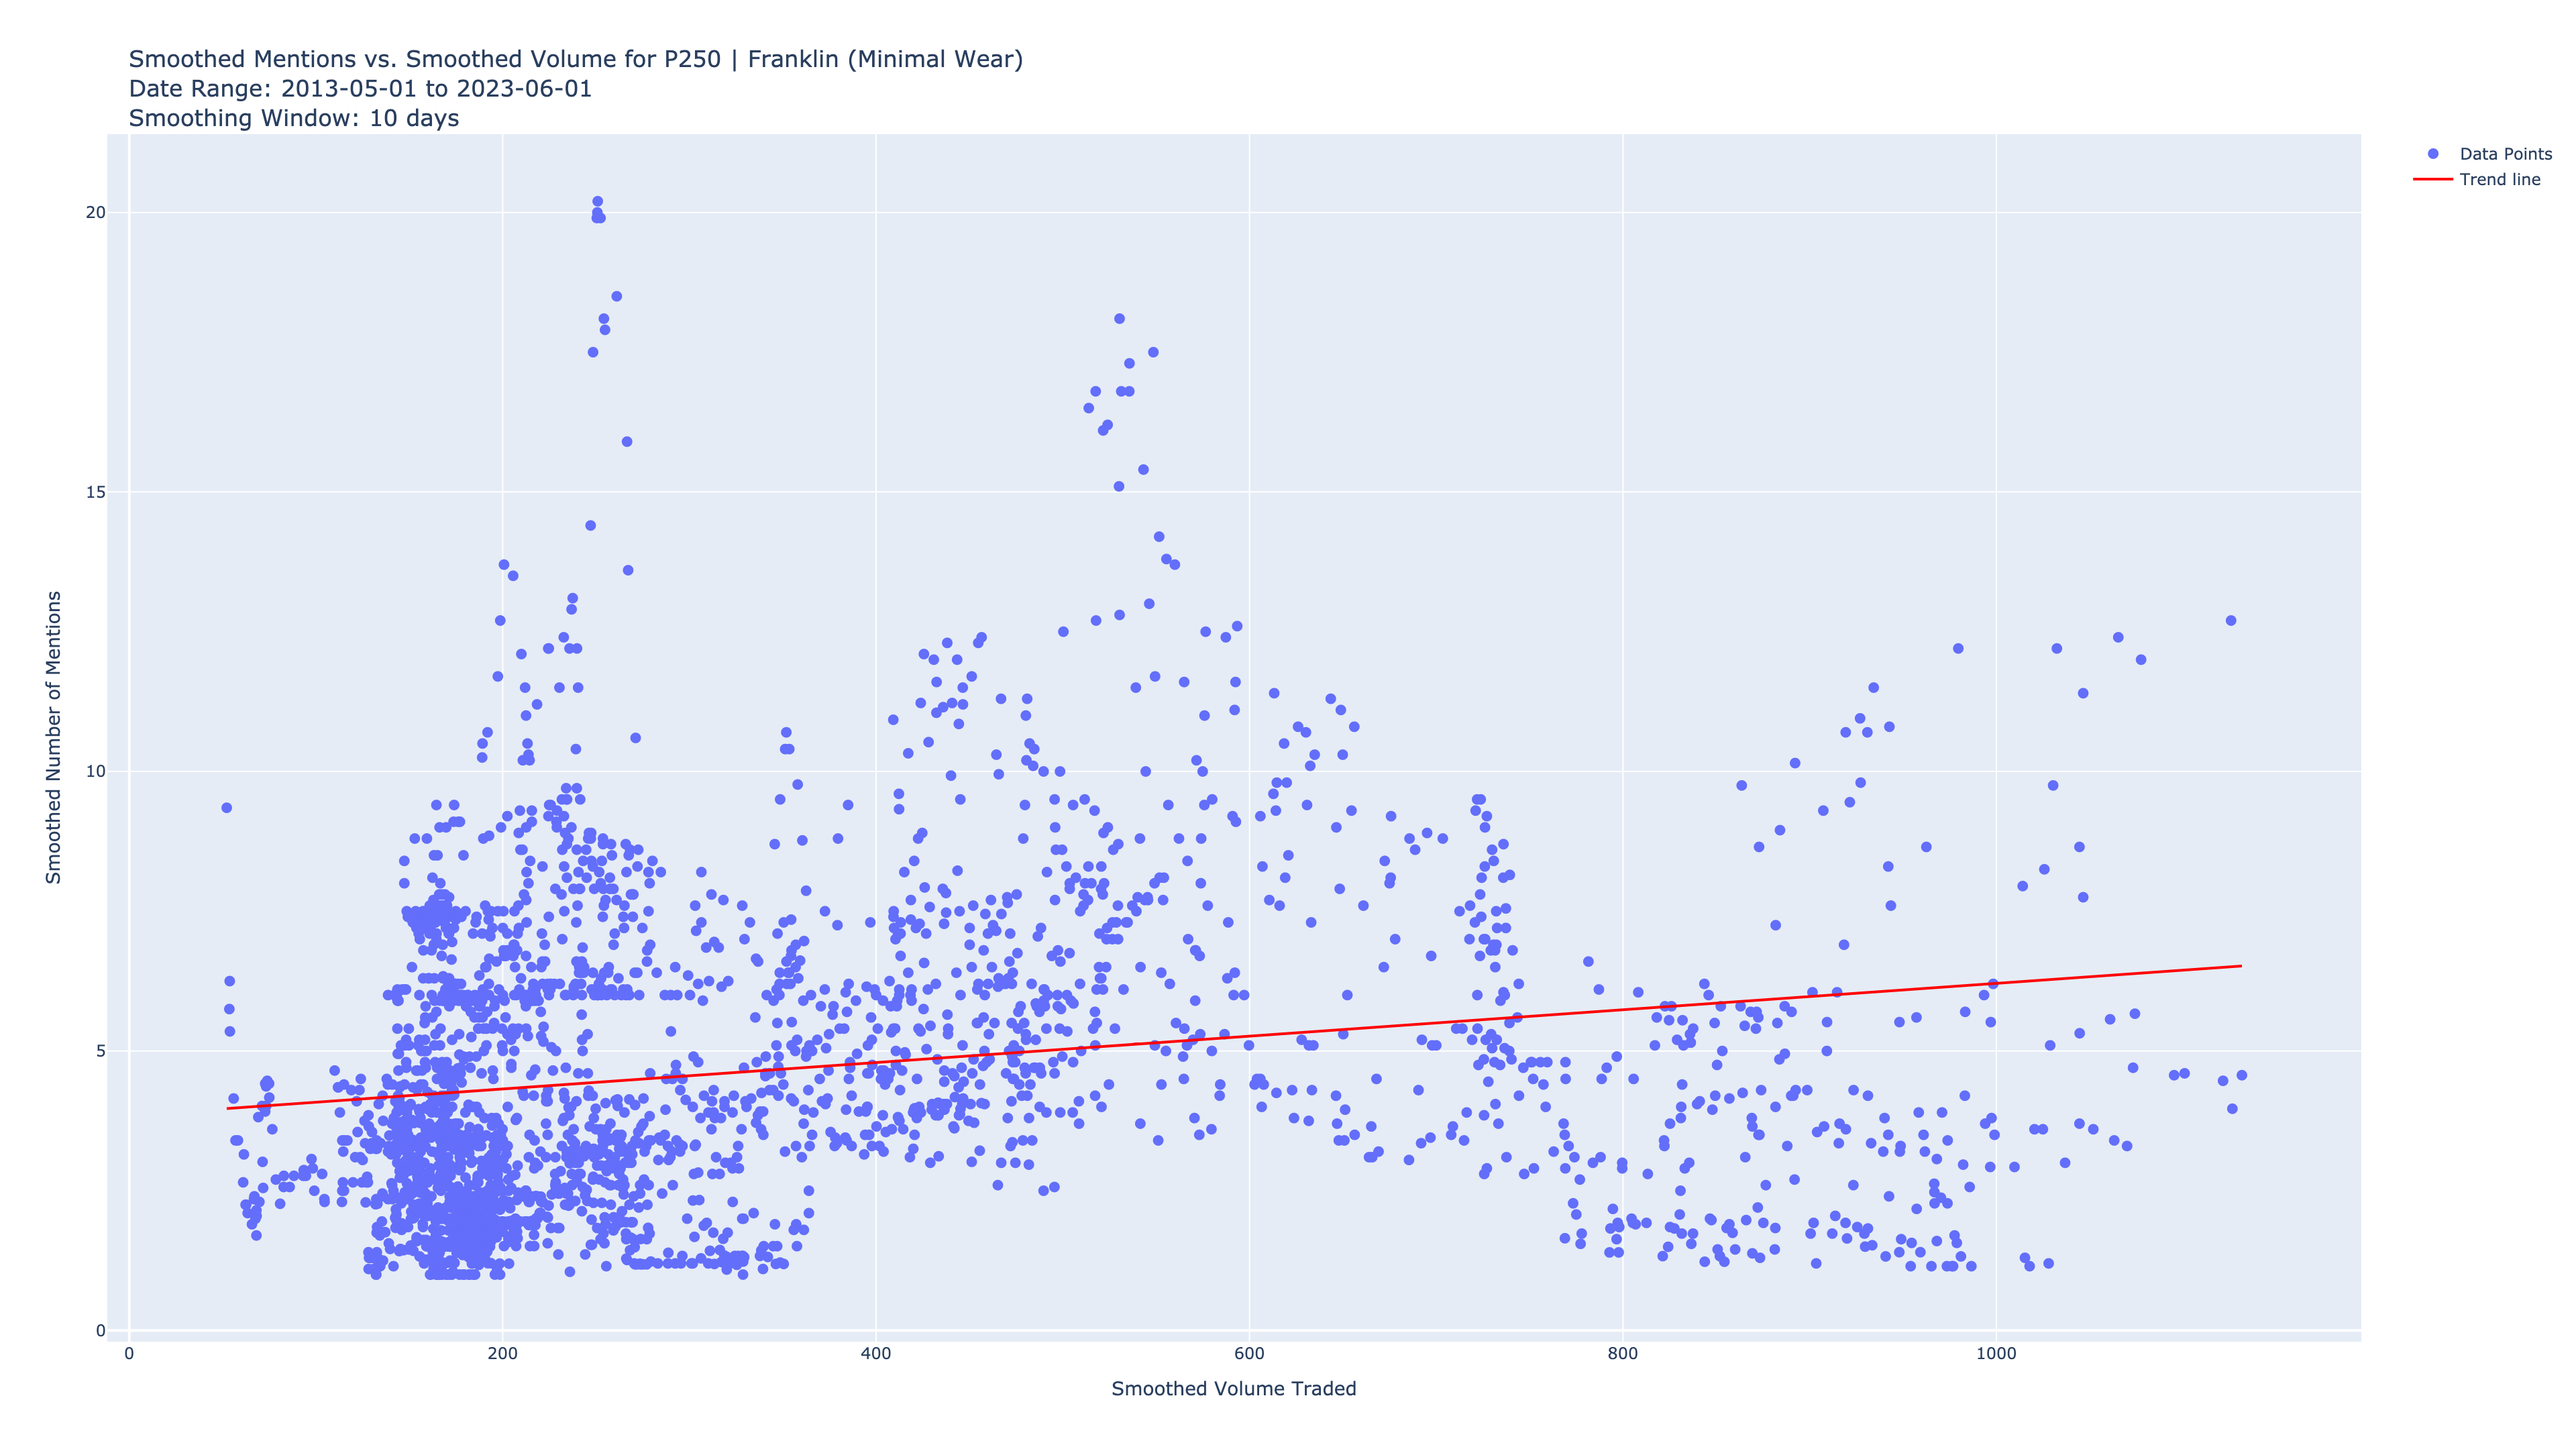 Smoothed Mentions vs. Smoothed Volume for P250 | Franklin (Minimal Wear)
Date Range: 2013-05-01 to 2023-06-01
Smoothing Window: 10 days
Data Points
Trend line
20
15
10
5
0
Smoothed Number of Mentions
0
200
400
600
800
1000
Smoothed Volume Traded